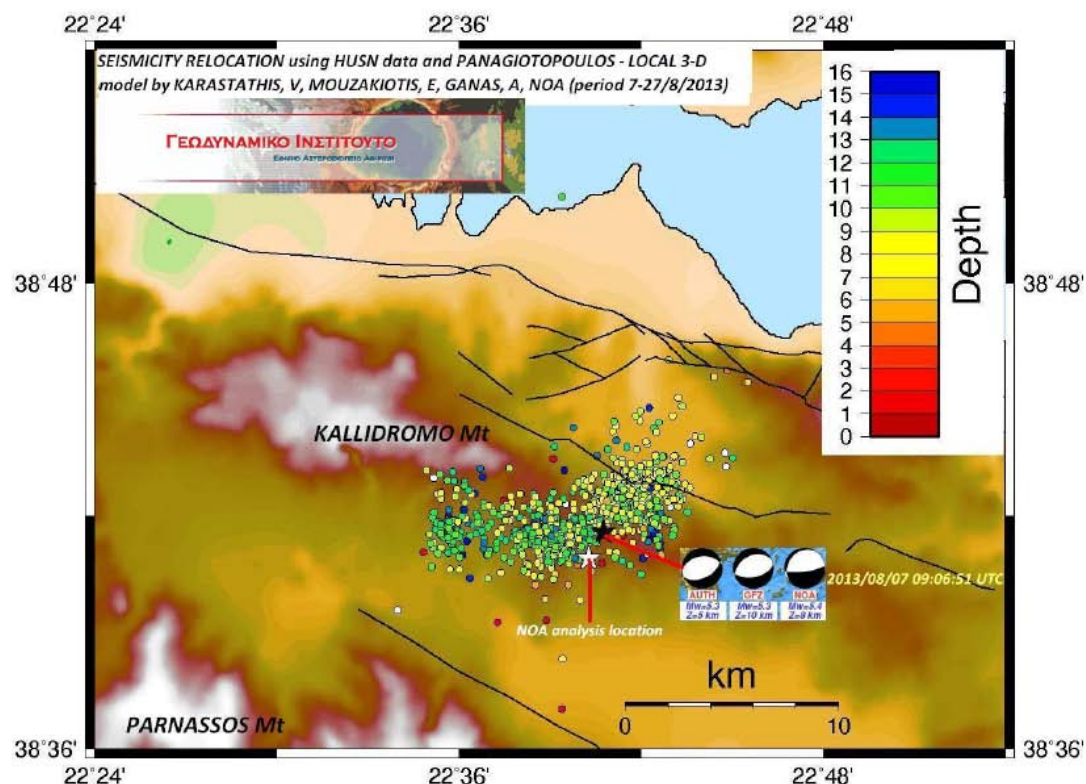 22˚24'
22˚36'
22˚48'
SEISMICITY RELOCATION using HUSN data and PANAGIOTOPOULOS - LOCAL 3-D
model by KARASTATHIS, V, MOUZAKIOTIS, E, GANAS, A, NOA (period 7-27/8/2013)
ΓΕΩΔΥΝΑΜΙΚΟ ΙΝΣΤΙΤΟΥΤΟ
ΕΘΝΙΚΟ ΑΣΤΕΡΟΣΚΟΠΕΙΟ ΑΘΗΝΩΝ
16
15
14
13
12
11
10
9
8
7
6
5
4
3
2
1
0
Depth
38˚48'
38˚48'
KALLIDROMO Mt
2013/08/07 09:06:51 UTC
AUTH GFZ NOA
Mw=5.3 Mw=5.3 Mw=5.4
Z=5 km Z=10 km Z=8 km
NOA analysis location
km
0 10
PARNASSOS Mt
38˚36'
38˚36'
22˚24'
22˚36'
22˚48'